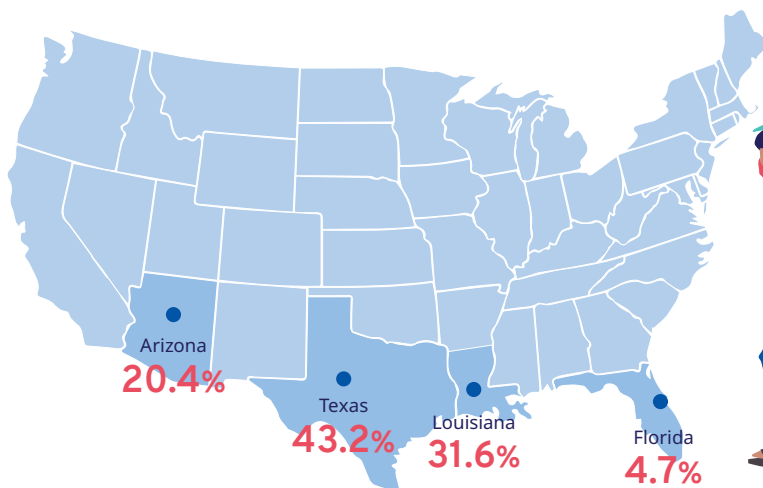 Arizona
20.4%
Texas
43.2%
Louisiana
31.6%
Florida
4.7%